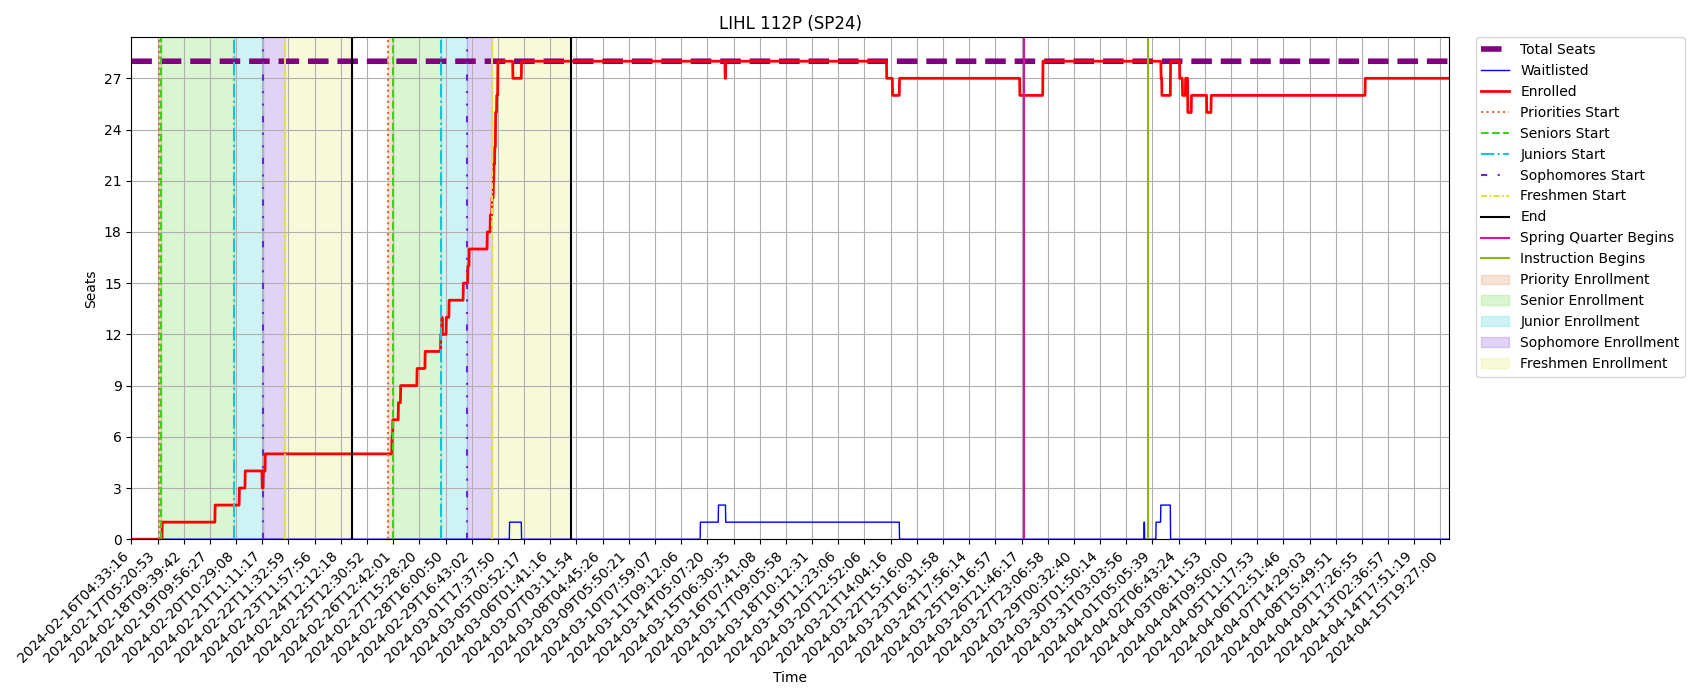 LIHL 112P (SP24)
Seats
27
24
21
18
15
12
9
6
3
0
2024-02-16T04:33:16
2024-02-17T05:20:53
2024-02-18T09:39:42
2024-02-19T09:56:27
2024-02-20T10:29:08
2024-02-21T11:11:17
2024-02-22T11:32:59
2024-02-23T11:57:56
2024-02-24T12:12:18
2024-02-25T12:30:52
2024-02-26T12:42:01
2024-02-27T15:28:20
2024-02-28T16:00:50
2024-02-29T16:43:02
2024-03-01T17:37:50
2024-03-05T00:52:17
2024-03-06T01:41:16
2024-03-07T03:11:54
2024-03-08T04:45:26
2024-03-09T05:50:21
2024-03-10T07:59:07
2024-03-11T09:12:06
2024-03-14T05:07:20
2024-03-15T06:30:35
2024-03-16T07:41:08
2024-03-17T09:05:58
2024-03-18T10:12:31
2024-03-19T11:23:06
2024-03-20T12:52:06
2024-03-21T14:04:16
2024-03-22T15:16:00
2024-03-23T16:31:58
2024-03-24T17:56:14
2024-03-25T19:16:57
2024-03-26T21:46:17
2024-03-27T23:06:58
2024-03-29T00:32:40
2024-03-30T01:50:14
2024-03-31T03:03:56
2024-04-01T05:05:39
2024-04-02T06:43:24
2024-04-03T08:11:53
2024-04-04T09:50:00
2024-04-05T11:17:53
2024-04-06T12:51:46
2024-04-07T14:29:03
2024-04-08T15:49:51
2024-04-09T17:26:55
2024-04-13T02:36:57
2024-04-14T17:51:19
2024-04-15T19:27:00
Time
Total Seats
Waitlisted
Enrolled
Priorities Start
Seniors Start
Juniors Start
Sophomores Start
Freshmen Start
End
Spring Quarter Begins
Instruction Begins
Priority Enrollment
Senior Enrollment
Junior Enrollment
Sophomore Enrollment
Freshmen Enrollment